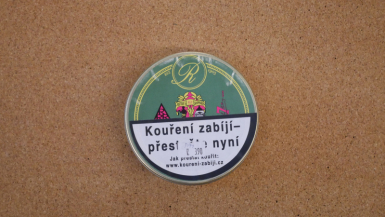 R
Kouření zabíjí–
nyní
Jak přestat kouřit:
www.koureni-zabiji.cz